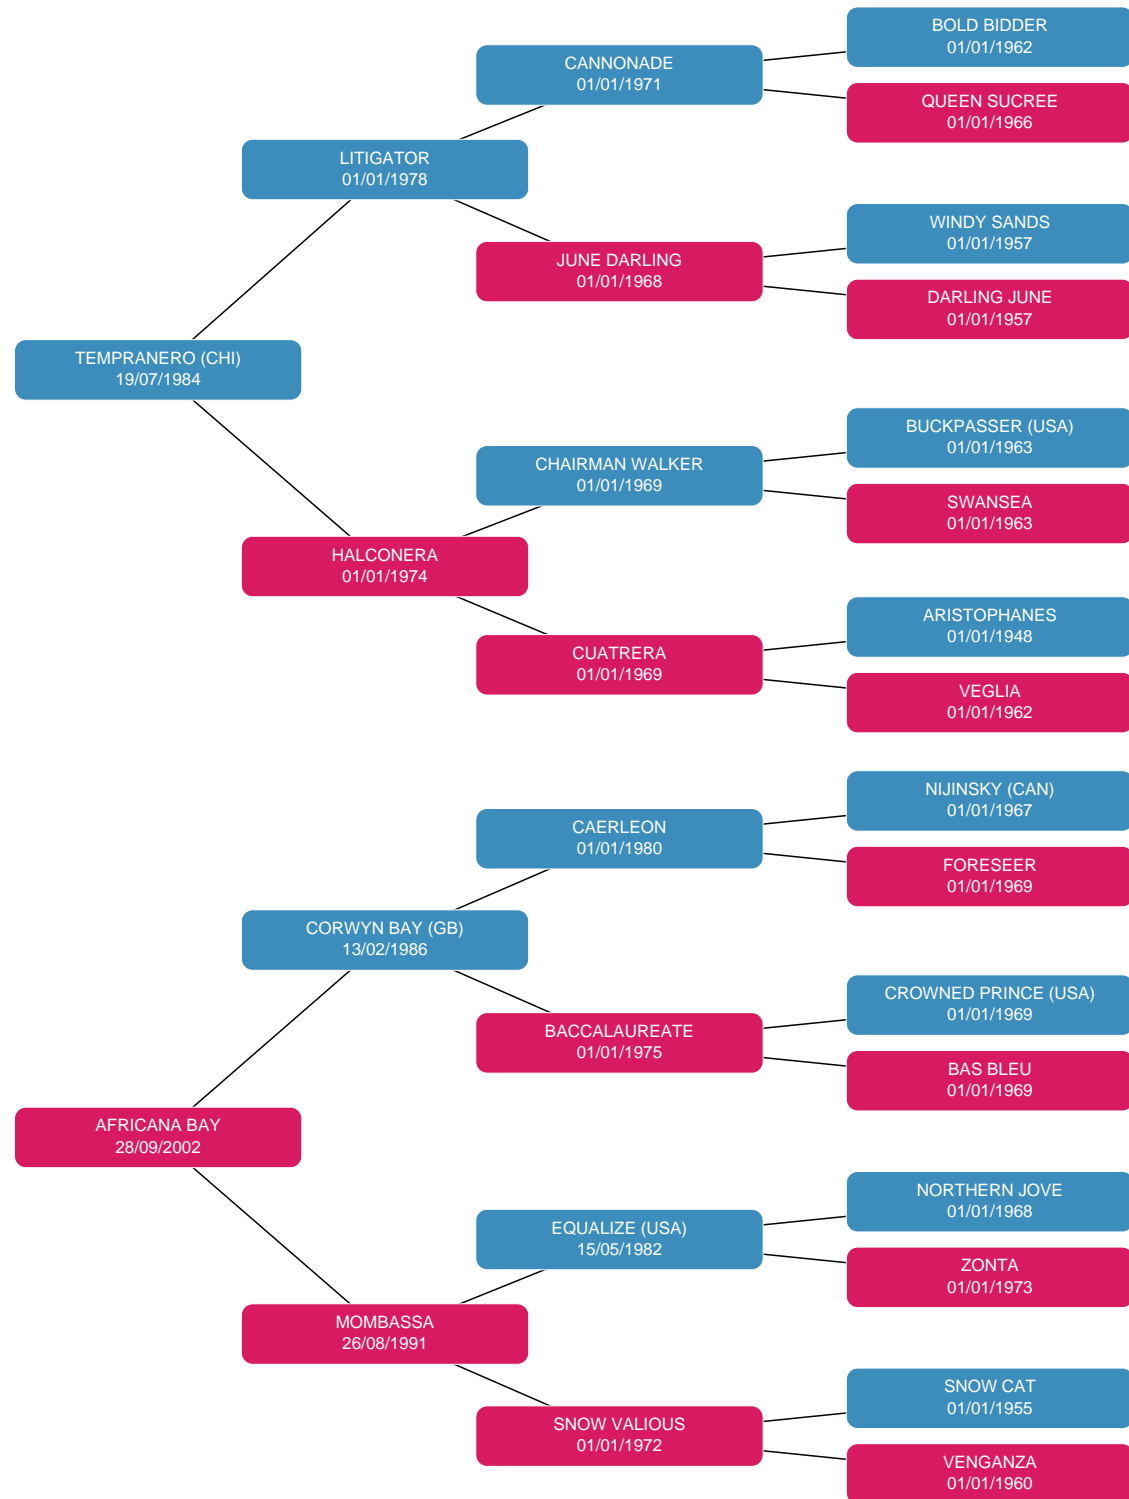 BOLD BIDDER
01/01/1962
CANNONADE
01/01/1971
QUEEN SUCREE
01/01/1966
LITIGATOR
01/01/1978
WINDY SANDS
01/01/1957
JUNE DARLING
01/01/1968
DARLING JUNE
01/01/1957
TEMPRANERO (CHI)
19/07/1984
BUCKPASSER (USA)
01/01/1963
CHAIRMAN WALKER
01/01/1969
SWANSEA
01/01/1963
HALCONERA
01/01/1974
ARISTOPHANES
01/01/1948
CUATRERA
01/01/1969
VEGLIA
01/01/1962
NIJINSKY (CAN)
01/01/1967
CAERLEON
01/01/1980
FORESEER
01/01/1969
CORWYN BAY (GB)
13/02/1986
CROWNED PRINCE (USA)
01/01/1969
BACCALAUREATE
01/01/1975
BAS BLEU
01/01/1969
AFRICANA BAY
28/09/2002
NORTHERN JOVE
01/01/1968
EQUALIZE (USA)
15/05/1982
ZONTA
01/01/1973
MOMBASSA
26/08/1991
SNOW CAT
01/01/1955
SNOW VALIOUS
01/01/1972
VENGANZA
01/01/1960